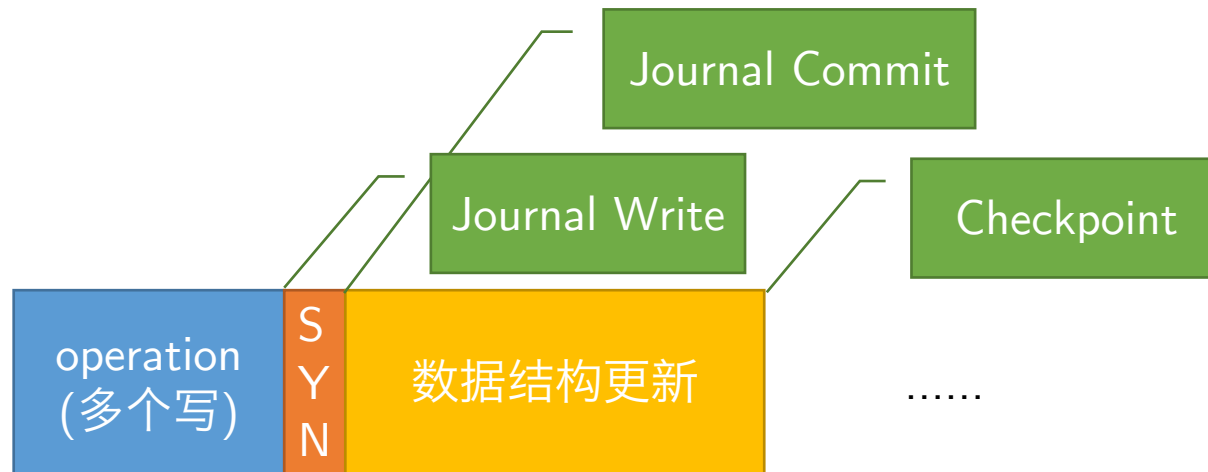 Journal Commit
Journal Write
Checkpoint
operation
(多个写)
S
Y
N
数据结构更新
......